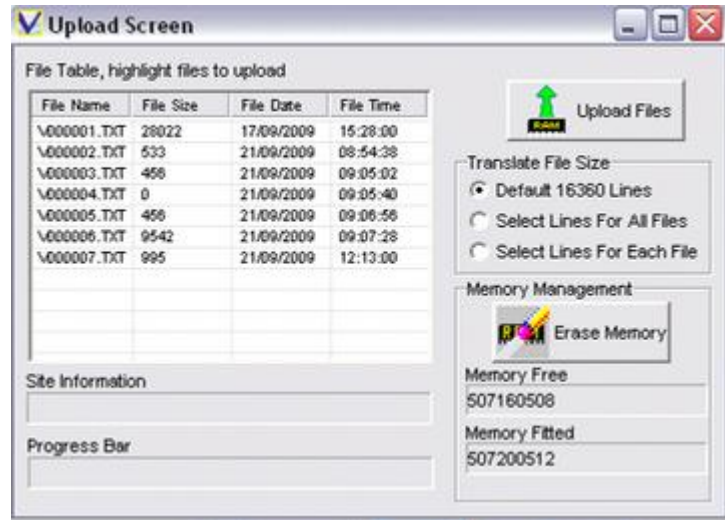 Upload Screen
File Table, highlight files to upload
File Name File Size File Date File Time
\000001.TXT 28022 17/09/2009 15:28:00
\000002.TXT 533 21/09/2009 08:54:38
\000003.TXT 456 21/09/2009 09:05:02
\000004.TXT 0 21/09/2009 09:05:40
\000005.TXT 456 21/09/2009 09:06:56
\000006.TXT 9542 21/09/2009 09:07:28
\000007.TXT 995 21/09/2009 12:13:00
Site Information
Progress Bar
RAM
Upload Files
Translate File Size
Default 16360 Lines
Select Lines For All Files
Select Lines For Each File
Memory Management
Erase Memory
Memory Free
507160508
Memory Fitted
507200512